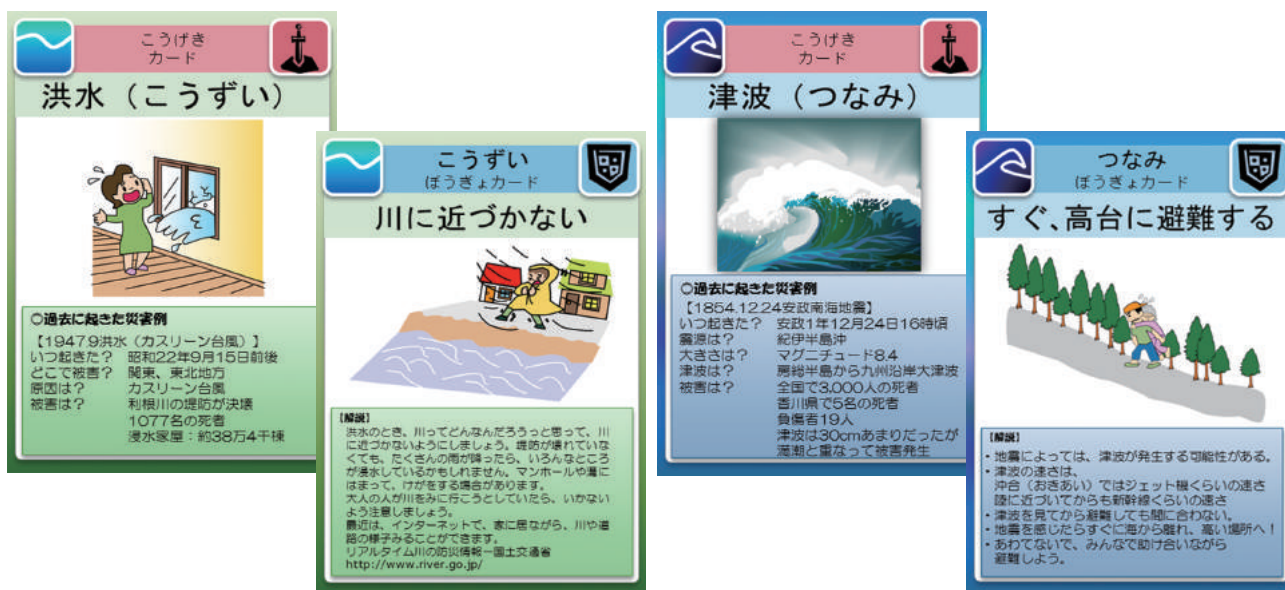 こうげき
カード
洪水（こうずい）
○過去に起きた災害例
【1947.9洪水（カスリーン台風）】
いつ起きた？　昭和22年9月15日前後
どこで被害？　関東、東北地方
原因は？　カスリーン台風
被害は？　利根川の堤防が決壊
1077名の死者
浸水家屋：約38万4千棟
こうずい
ぼうぎょカード
川に近づかない
【解説】
洪水のとき、川ってどんなんだろうっと思って、川
に近づかないようにしましょう。堤防が壊れていな
くても、たくさんの雨が降ったら、いろんなところ
が浸水しているかもしれません。マンホールや溝に
はまって、けがをする場合があります。
大人の人が川をみに行こうとしていたら、いかない
よう注意しましょう。
最近は、インターネットで、家に居ながら、川や道
路の様子みることができます。
リアルタイム川の防災情報－国土交通省
http://www.river.go.jp/
こうげき
カード
津波（つなみ）
○過去に起きた災害例
【1854.12.24安政南海地震】
いつ起きた？　安政1年12月24日16時頃
震源は？　紀伊半島沖
大きさは？　マグニチュード8.4
津波は？　房総半島から九州沿岸大津波
被害は？　全国で3,000人の死者
香川県で5名の死者
負傷者19人
津波は30cmあまりだったが
満潮と重なって被害発生
つなみ
ぼうぎょカード
すぐ、高台に避難する
【解説】
・地震によっては、津波が発生する可能性がある。
・津波の速さは、
沖合（おきあい）ではジェット機くらいの速さ
陸に近づいてからも新幹線くらいの速さ
・津波を見てから避難しても間に合わない。
・地震を感じたらすぐに海から離れ、高い場所へ！
・あわてないで、みんなで助け合いながら
避難しよう。